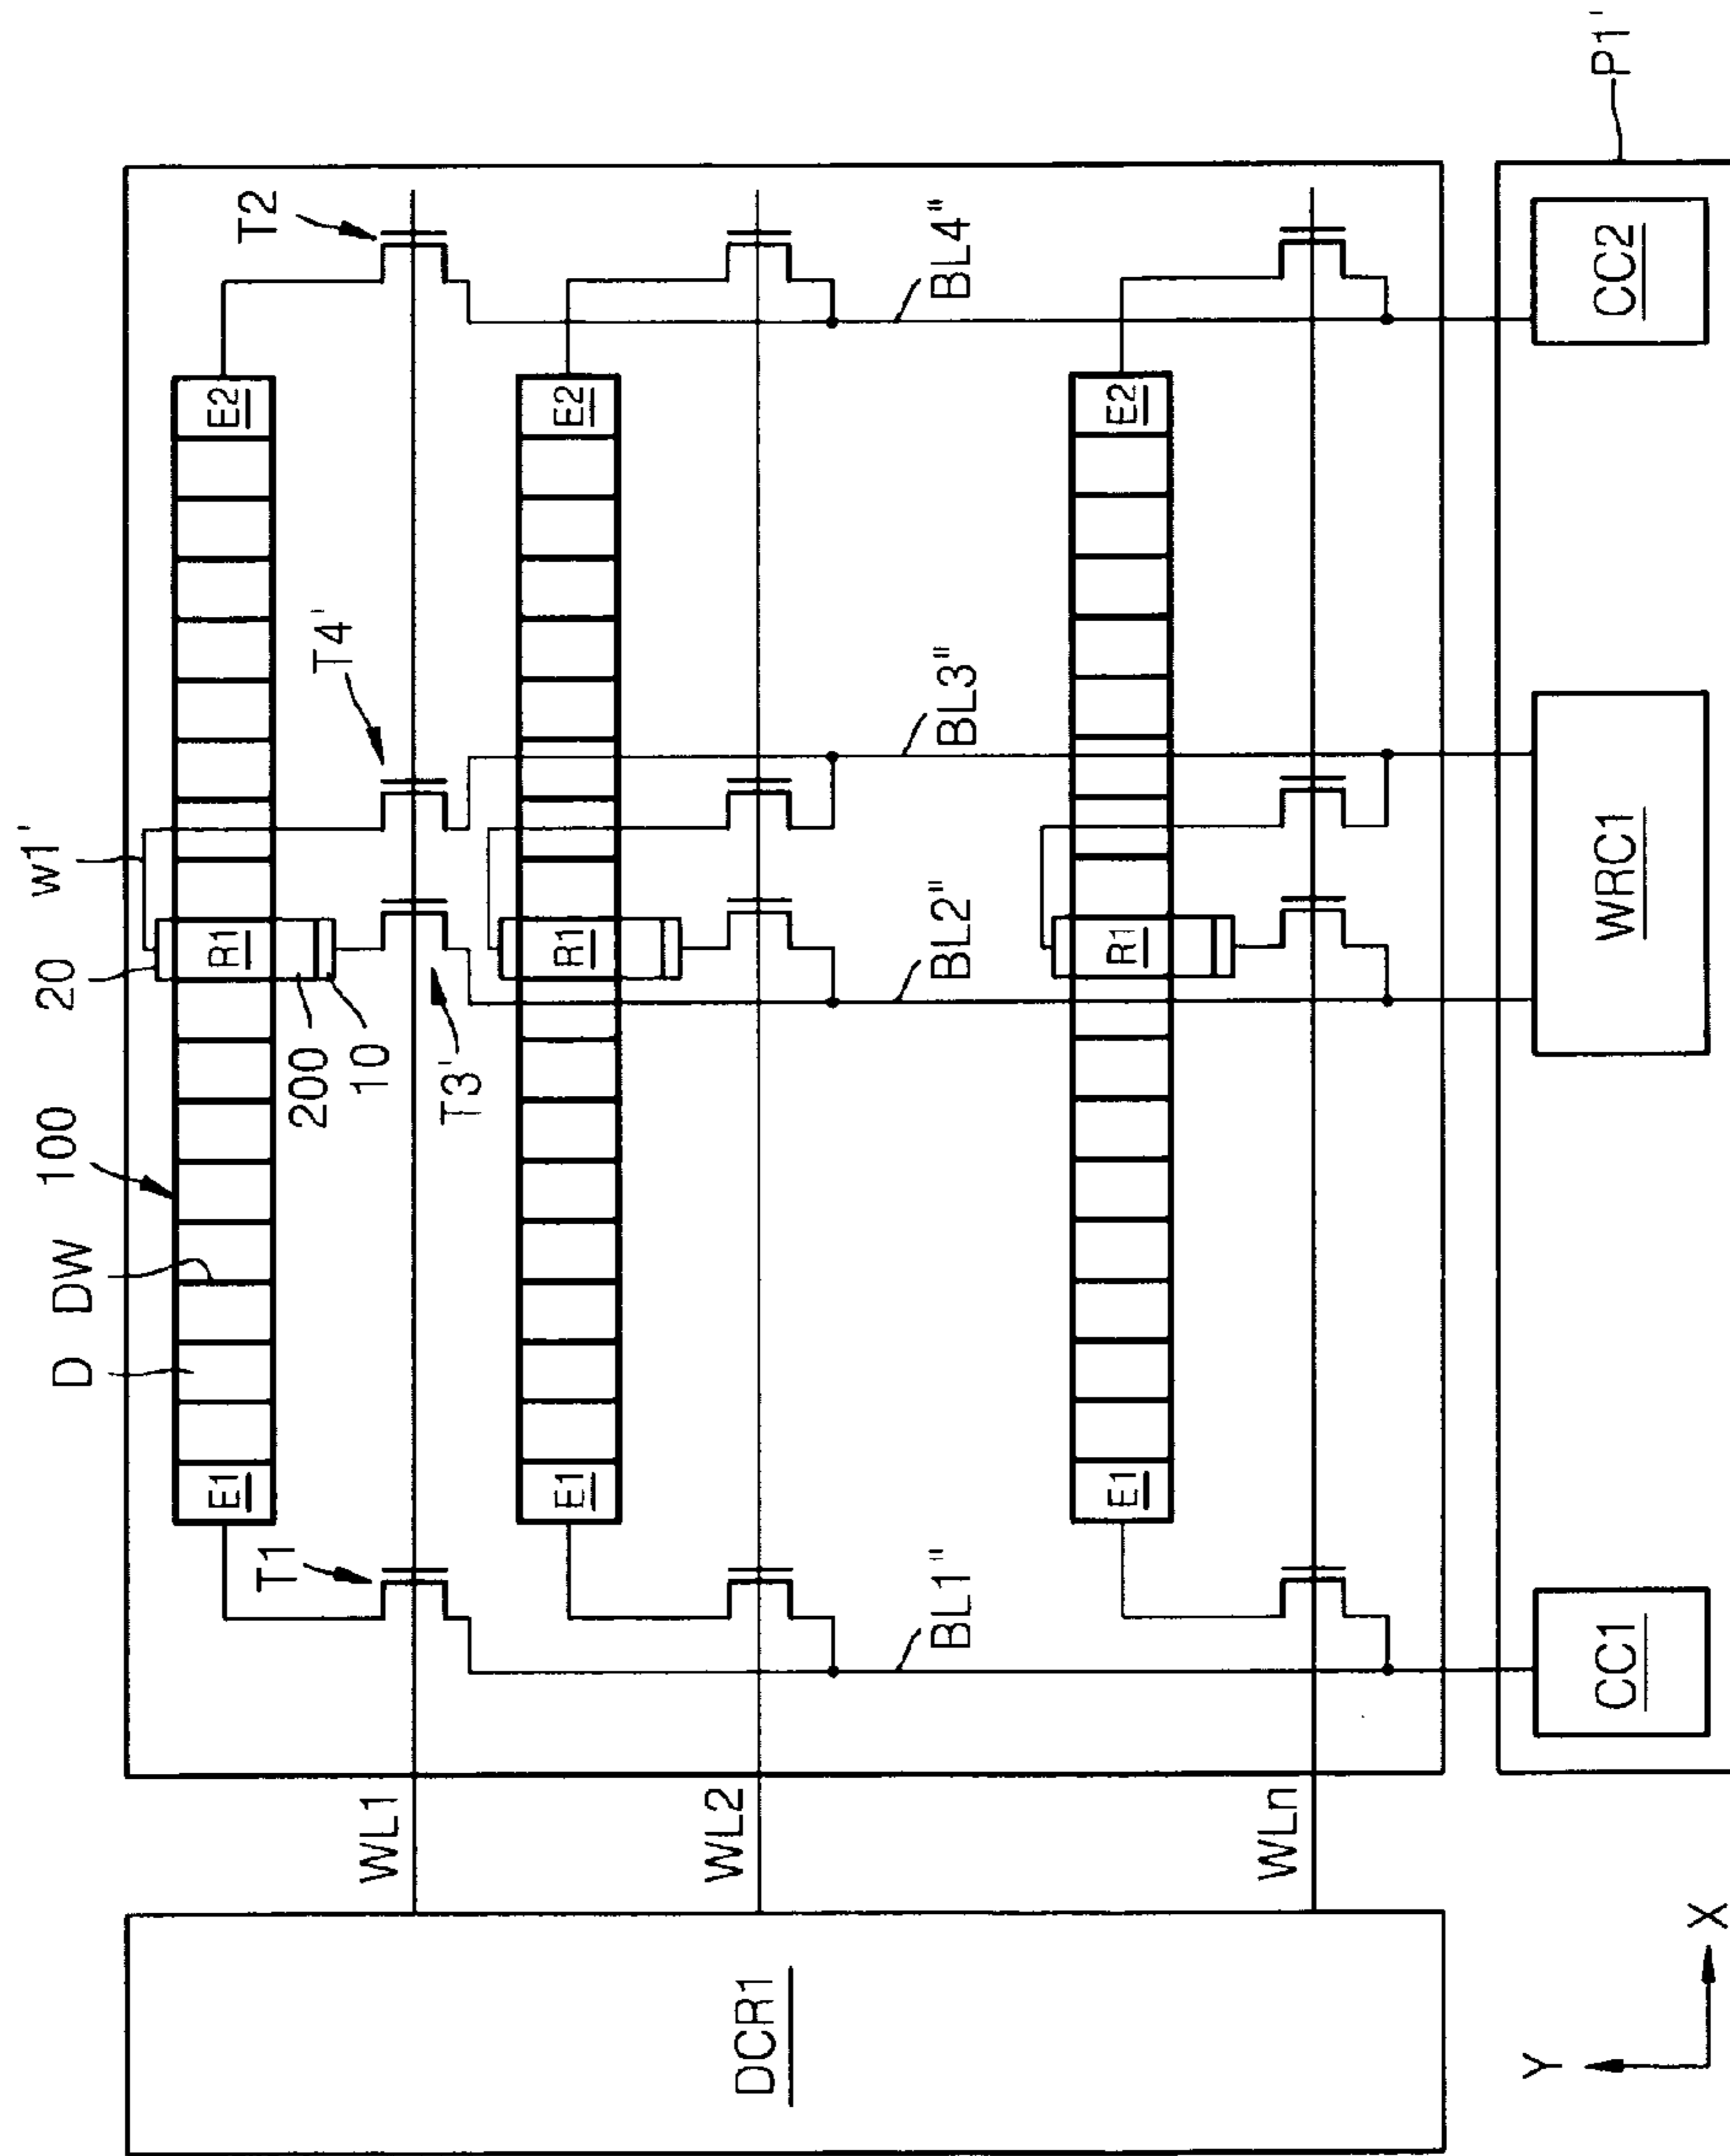 D DW 100 20 w1'
E1 R1 E2
T1 200 10 T3' T4' T2
WL1
E1 R1 E2
WL2
BL1" BL2" BL3" BL4"
E1 R1 E2
WLn
DCR1
CC1 WRC1 CC2
P1'
Y
X